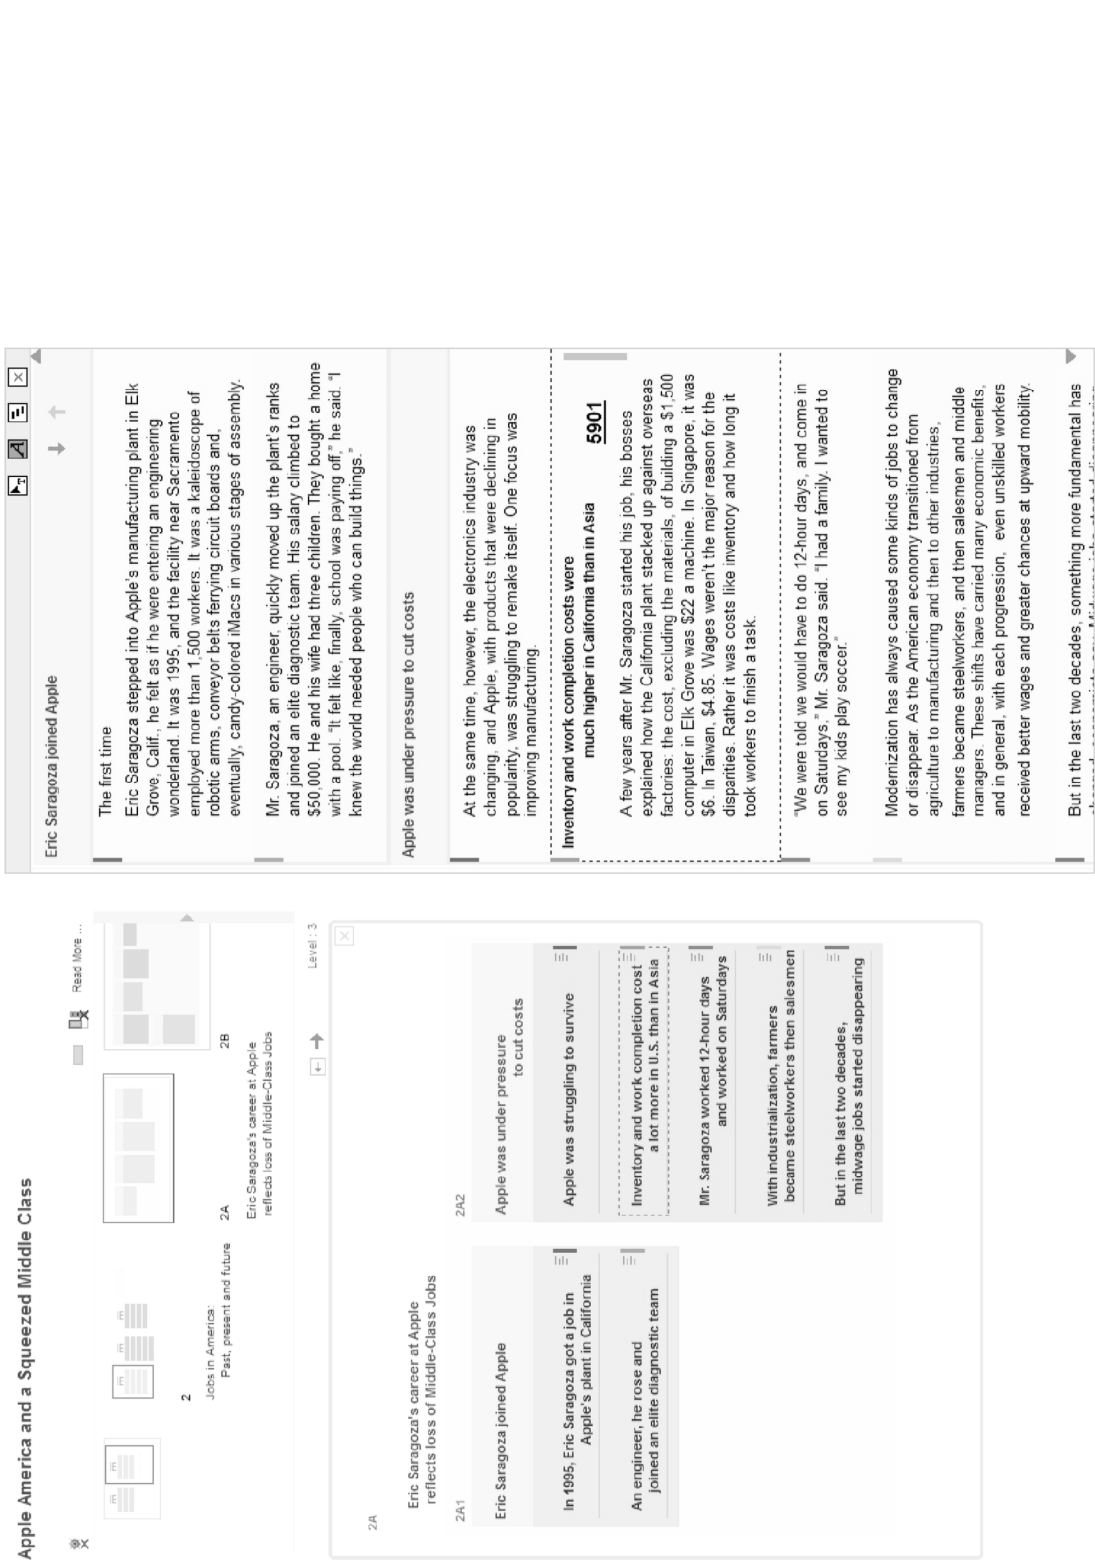 Apple America and a Squeezed Middle Class
Read More ...
2
Jobs in America:
Past, present and future
2A
Eric Saragoza's career at Apple
reflects loss of Middle-Class Jobs
2B
Level : 3
2A
Eric Saragoza's career at Apple
reflects loss of Middle-Class Jobs
2A1
Eric Saragoza joined Apple
In 1995, Eric Saragoza got a job in
Apple's plant in California
An engineer, he rose and
joined an elite diagnostic team
2A2
Apple was under pressure
to cut costs
Apple was struggling to survive
Inventory and work completion cost
a lot more in U.S. than in Asia
Mr. Saragoza worked 12-hour days
and worked on Saturdays
With industrialization, farmers
became steelworkers then salesmen
But in the last two decades,
midwage jobs started disappearing
Eric Saragoza joined Apple
The first time
Eric Saragoza stepped into Apple's manufacturing plant in Elk
Grove, Calif., he felt as if he were entering an engineering
wonderland. It was 1995, and the facility near Sacramento
employed more than 1,500 workers. It was a kaleidoscope of
robotic arms, conveyor belts ferrying circuit boards and,
eventually, candy-colored iMacs in various stages of assembly.
Mr. Saragoza, an engineer, quickly moved up the plant's ranks
and joined an elite diagnostic team. His salary climbed to
$50,000. He and his wife had three children. They bought a home
with a pool. "It felt like, finally, school was paying off," he said. "I
knew the world needed people who can build things."
Apple was under pressure to cut costs
At the same time, however, the electronics industry was
changing, and Apple, with products that were declining in
popularity, was struggling to remake itself. One focus was
improving manufacturing.
Inventory and work completion costs were
much higher in California than in Asia
5901
A few years after Mr. Saragoza started his job, his bosses
explained how the California plant stacked up against overseas
factories: the cost, excluding the materials, of building a $1,500
computer in Elk Grove was $22 a machine. In Singapore, it was
$6. In Taiwan, $4.85. Wages weren't the major reason for the
disparities. Rather it was costs like inventory and how long it
took workers to finish a task.
"We were told we would have to do 12-hour days, and come in
on Saturdays," Mr. Saragoza said. "I had a family. I wanted to
see my kids play soccer."
Modernization has always caused some kinds of jobs to change
or disappear. As the American economy transitioned from
agriculture to manufacturing and then to other industries,
farmers became steelworkers, and then salesmen and middle
managers. These shifts have carried many economic benefits,
and in general, with each progression, even unskilled workers
received better wages and greater chances at upward mobility.
But in the last two decades, something more fundamental has